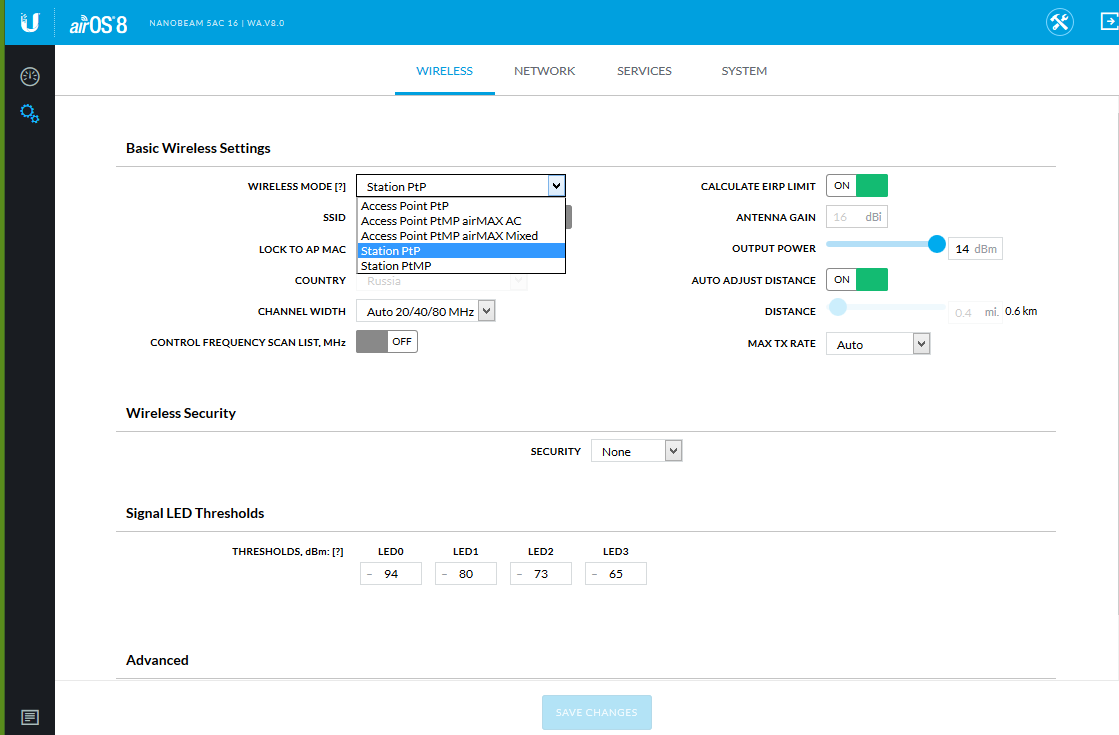 airOS 8 NANOBEAM 5AC 16 | WA.V8.0
WIRELESS NETWORK SERVICES SYSTEM
Basic Wireless Settings
WIRELESS MODE [?] Station PtP
Access Point PtP
Access Point PtMP airMAX AC
Access Point PtMP airMAX Mixed
Station PtP
Station PtMP
SSID
LOCK TO AP MAC
COUNTRY Russia
CHANNEL WIDTH Auto 20/40/80 MHz
CONTROL FREQUENCY SCAN LIST, MHz OFF
CALCULATE EIRP LIMIT ON
ANTENNA GAIN 16 dBi
OUTPUT POWER 14 dBm
AUTO ADJUST DISTANCE ON
DISTANCE 0.4 mi. 0.6 km
MAX TX RATE Auto
Wireless Security
SECURITY None
Signal LED Thresholds
THRESHOLDS, dBm: [?] LED0 LED1 LED2 LED3
- 94 - 80 - 73 - 65
Advanced
SAVE CHANGES